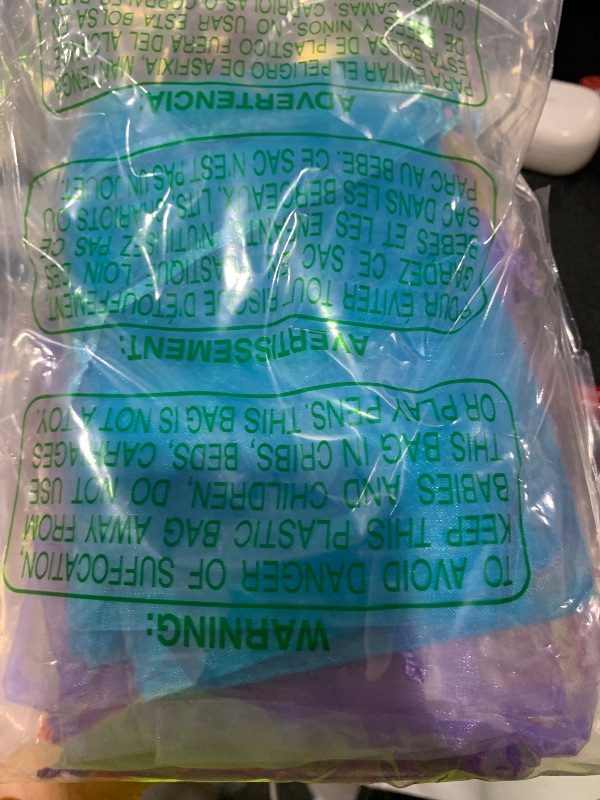 WARNING:
TO AVOID DANGER OF SUFFOCATION,
KEEP THIS PLASTIC BAG AWAY FROM
BABIES AND CHILDREN, DO NOT USE
THIS BAG IN CRIBS, BEDS, CARRIAGES
OR PLAY PENS. THIS BAG IS NOT A TOY.
AVERTISSEMENT:
POUR ÉVITER TOUT RISQUE D'ÉTOUFFEMENT,
GARDEZ CE SAC EN PLASTIQUE LOIN LES
BEBES ET LES ENFANTS, N'UTILISEZ PAS CE
SAC DANS LES BERCEAUX, LITS, CHARIOTS OU
PARC AU BEBE. CE SAC N'EST PAS UN JOUET.
ADVERTENCIA:
PARA EVITAR EL PELIGRO DE ASFIXIA, MANTENGA
ESTA BOLSA DE PLASTICO FUERA DEL
DE BEBES Y NINOS, NO USAR ESTA BOLSA
CUNAS, CAMAS, CABRIOLAS O CORRALES PARA